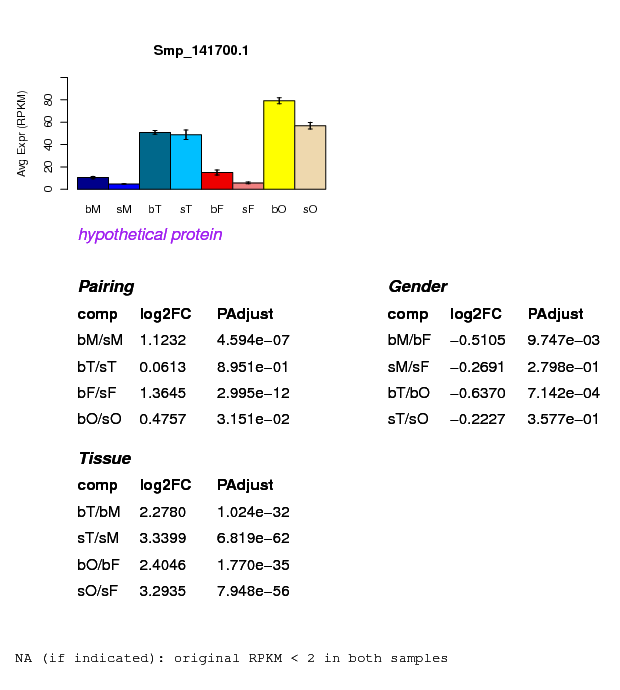 Smp_141700.1
Avg Expr (RPKM)
0 20 40 60 80
bM sM bT sT bF sF bO sO
hypothetical protein
Pairing
comp log2FC PAdjust
bM/sM 1.1232 4.594e−07
bT/sT 0.0613 8.951e−01
bF/sF 1.3645 2.995e−12
bO/sO 0.4757 3.151e−02
Gender
comp log2FC PAdjust
bM/bF −0.5105 9.747e−03
sM/sF −0.2691 2.798e−01
bT/bO −0.6370 7.142e−04
sT/sO −0.2227 3.577e−01
Tissue
comp log2FC PAdjust
bT/bM 2.2780 1.024e−32
sT/sM 3.3399 6.819e−62
bO/bF 2.4046 1.770e−35
sO/sF 3.2935 7.948e−56
NA (if indicated): original RPKM < 2 in both samples